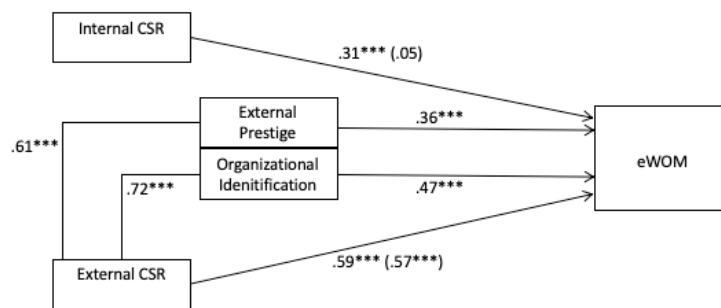 Internal CSR
.31*** (.05)
External
Prestige
.36***
eWOM
.61***
Organizational
Idenitification
.72***
.47***
.59*** (.57***)
External CSR